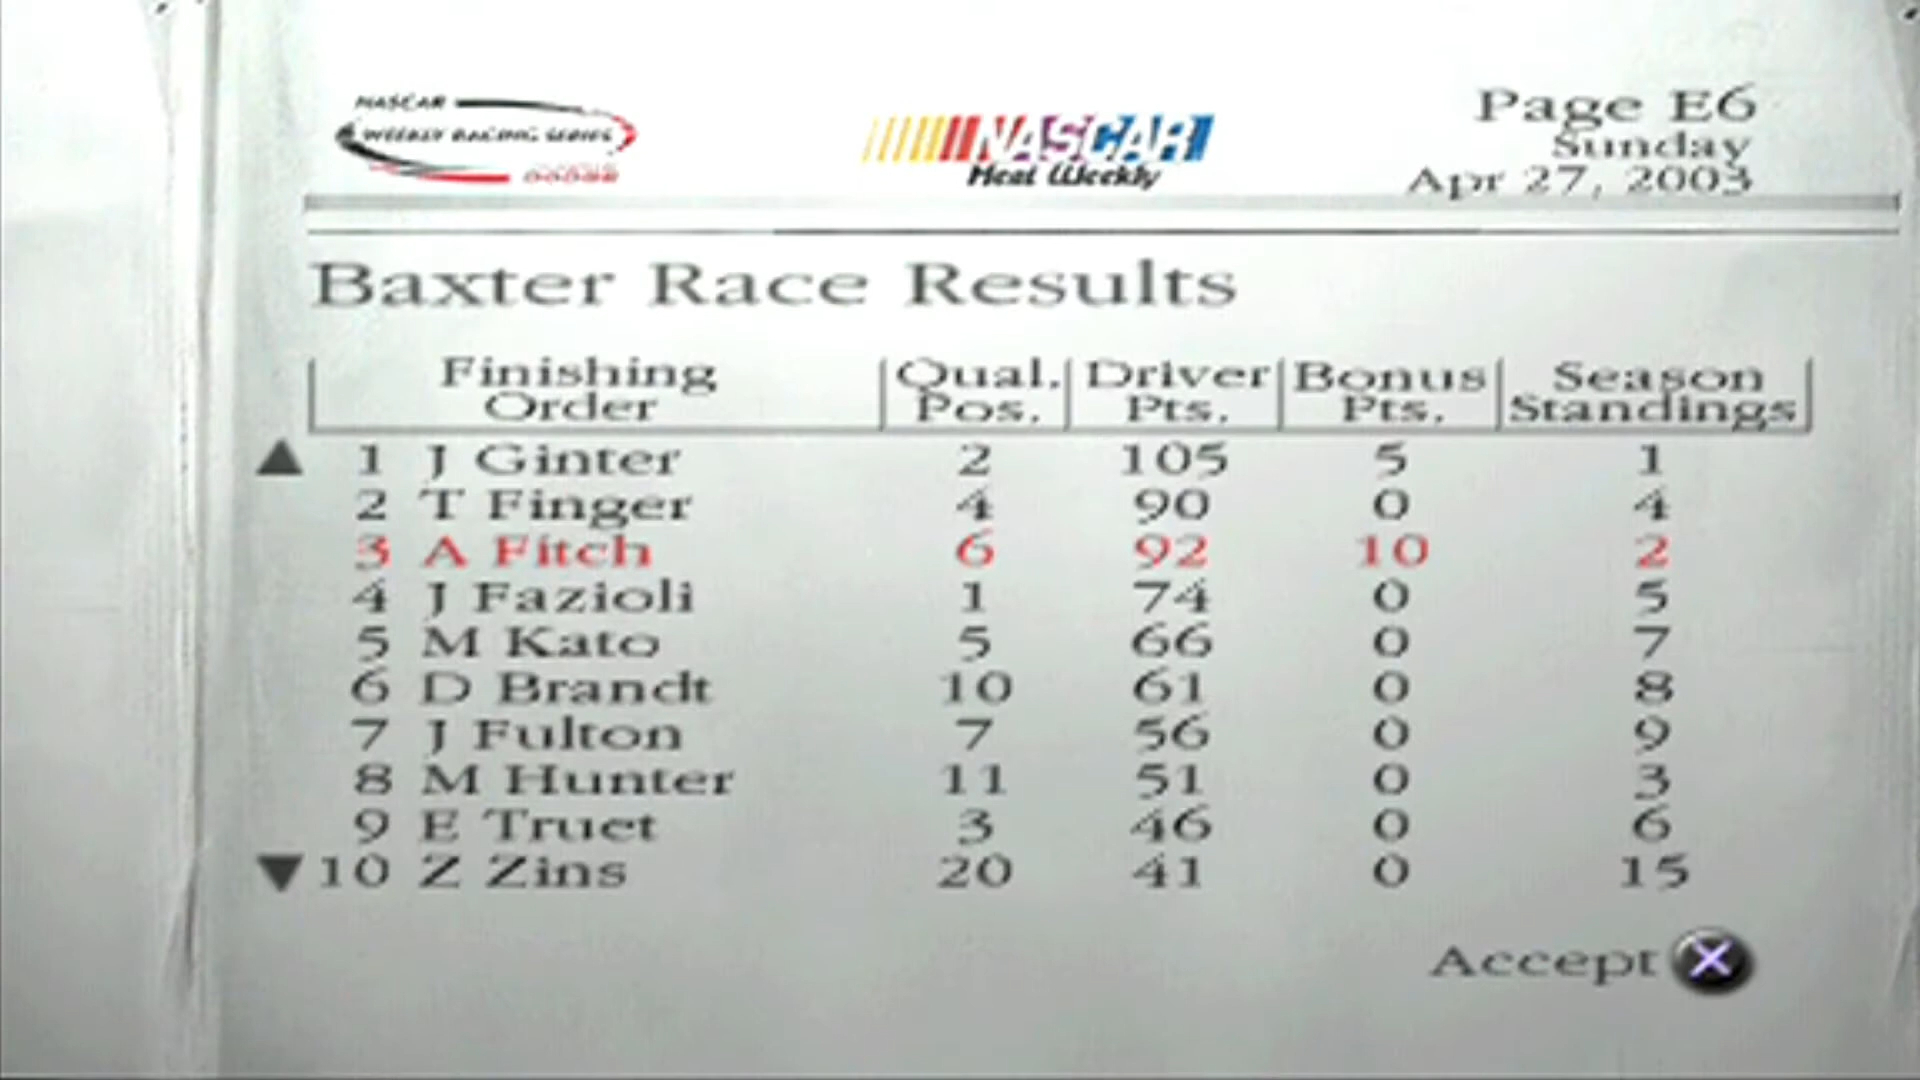 NASCAR
WEEKLY RACING SERIES
DODGE
NASCAR
Heat Weekly
Page E6
Sunday
Apr 27, 2003
Baxter Race Results
Finishing Order Qual. Pos. Driver Pts. Bonus Pts. Season Standings
1 J Ginter 2 105 5 1
2 T Finger 4 90 0 4
3 A Fitch 6 92 10 2
4 J Fazioli 1 74 0 5
5 M Kato 5 66 0 7
6 D Brandt 10 61 0 8
7 J Fulton 7 56 0 9
8 M Hunter 11 51 0 3
9 E Truet 3 46 0 6
10 Z Zins 20 41 0 15
Accept